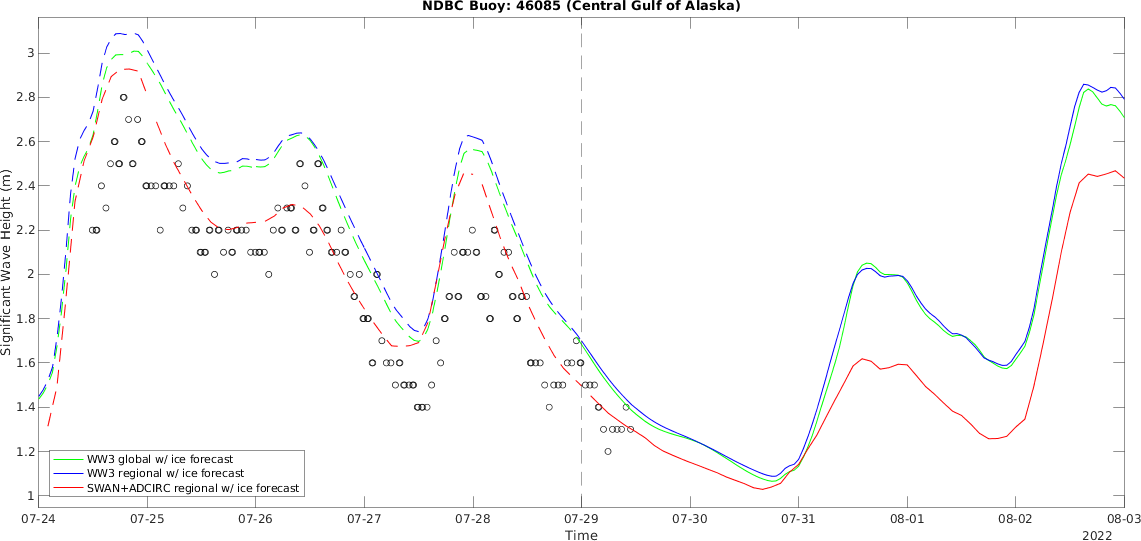 NDBC Buoy: 46085 (Central Gulf of Alaska)
Significant Wave Height (m)
3
2.8
2.6
2.4
2.2
2
1.8
1.6
1.4
1.2
1
WW3 global w/ ice forecast
WW3 regional w/ ice forecast
SWAN+ADCIRC regional w/ ice forecast
07-24 07-25 07-26 07-27 07-28 07-29 07-30 07-31 08-01 08-02 08-03
Time
2022